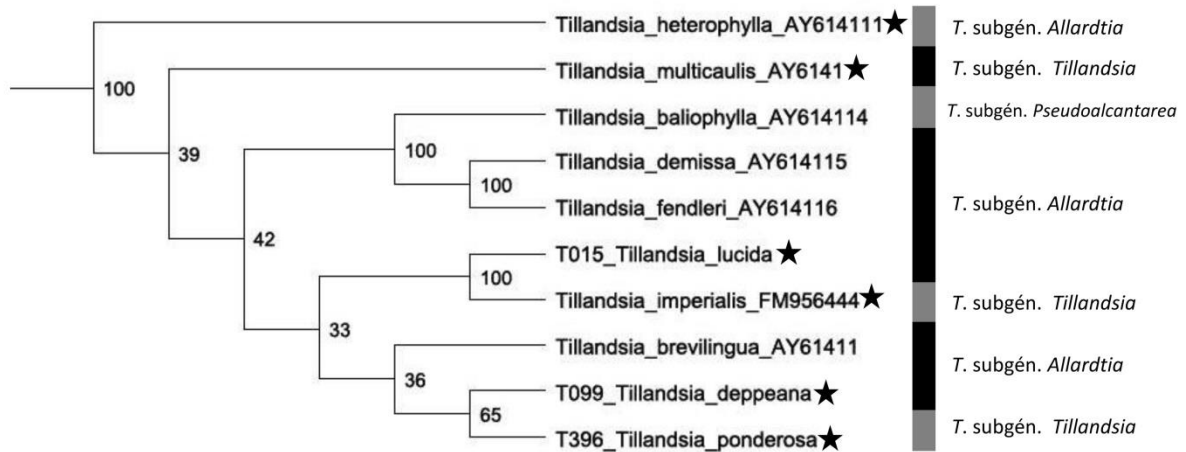 Tillandsia_heterophylla_AY614111★ T. subgén. Allardtia
100
Tillandsia_multicaulis_AY6141★ T. subgén. Tillandsia
39
Tillandsia_baliophylla_AY614114 T. subgén. Pseudoalcantarea
100
Tillandsia_demissa_AY614115
100
Tillandsia_fendleri_AY614116
T. subgén. Allardtia
42
T015_Tillandsia_lucida★
100
Tillandsia_imperialis_FM956444★ T. subgén. Tillandsia
33
Tillandsia_brevilingua_AY61411
T. subgén. Allardtia
36
T099_Tillandsia_deppeana★
65
T396_Tillandsia_ponderosa★ T. subgén. Tillandsia